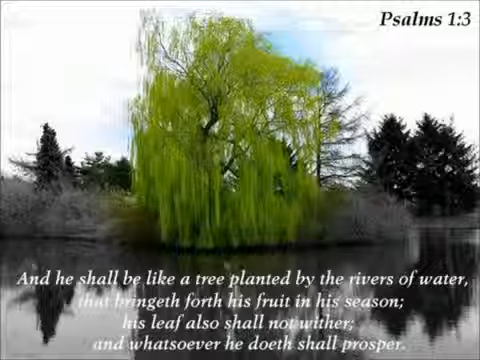 Psalms 1:3
And he shall be like a tree planted by the rivers of water,
that bringeth forth his fruit in his season;
his leaf also shall not wither;
and whatsoever he doeth shall prosper.